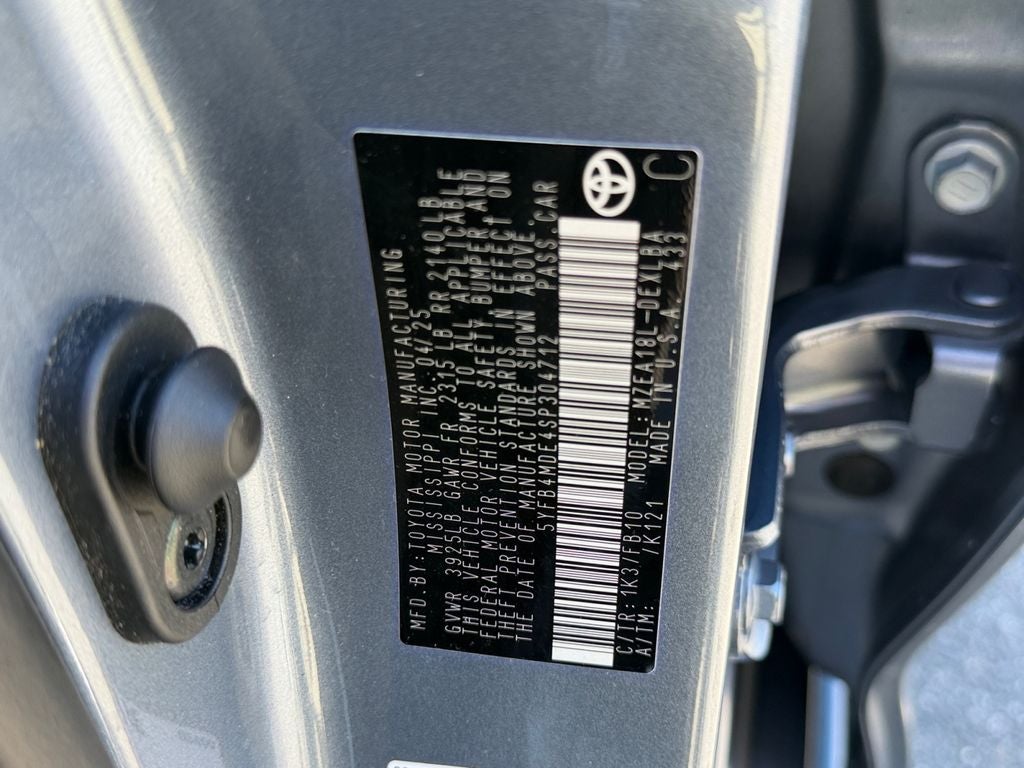 MFD.BY:TOYOTA MOTOR MANUFACTURING
MISSISSIPPI INC. 04/25
GVWR 3925LB GAWR FR 2315 LB RR 2140LB
THIS VEHICLE CONFORMS TO ALL APPLICABLE
FEDERAL MOTOR VEHICLE SAFETY BUMPER,AND
THEFT PREVENTION STANDARDS IN EFFECT ON
THE DATE OF MANUFACTURE SHOWN ABOVE.
5YFB4MDE4SP304712 PASS.CAR
C/TR: 1K3/FB10 MODEL: MZEA18L-DEXLBA
A/TM: /K121 MADE IN U.S.A. 433
C